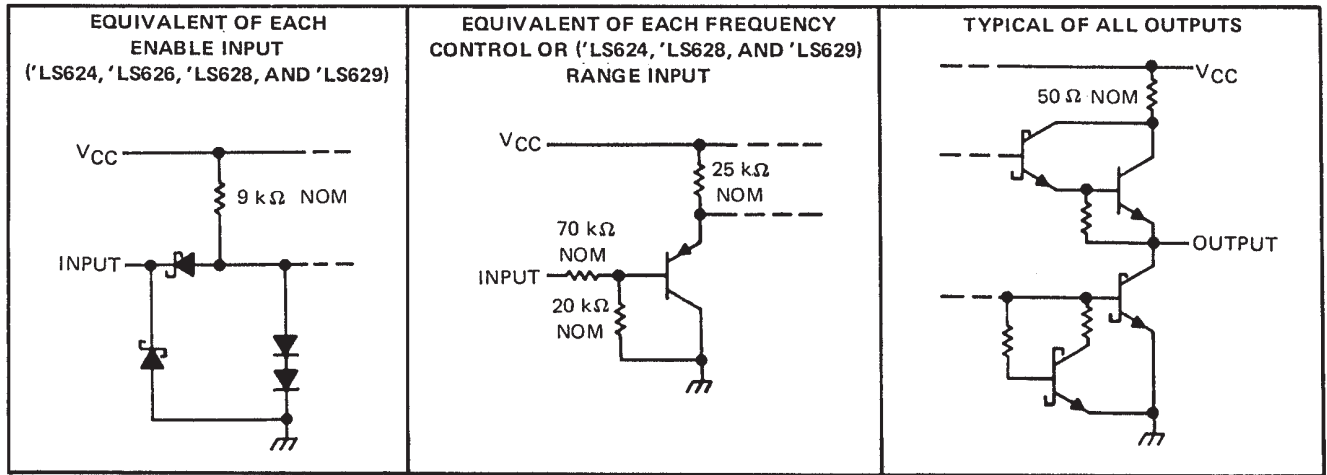 EQUIVALENT OF EACH
ENABLE INPUT
('LS624, 'LS626, 'LS628, AND 'LS629)
VCC
9 kΩ NOM
INPUT
EQUIVALENT OF EACH FREQUENCY
CONTROL OR ('LS624, 'LS628, AND 'LS629)
RANGE INPUT
VCC
25 kΩ
NOM
70 kΩ
NOM
INPUT
20 kΩ
NOM
TYPICAL OF ALL OUTPUTS
VCC
50 Ω NOM
OUTPUT